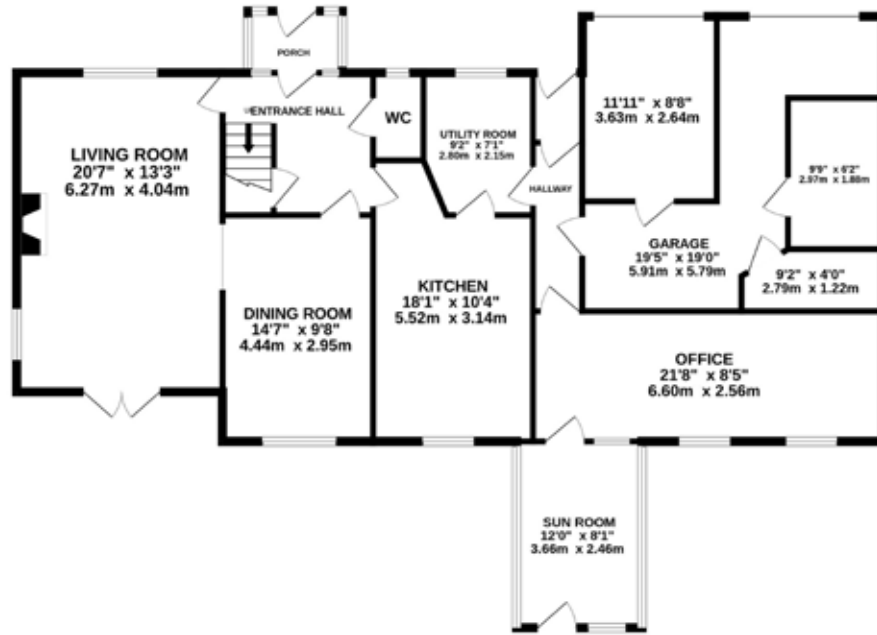 PORCH
UP
ENTRANCE HALL
WC
UTILITY ROOM
9'2" x 7'1"
2.80m x 2.15m
HALLWAY
11'11" x 8'8"
3.63m x 2.64m
9'9" x 6'2"
2.97m x 1.88m
LIVING ROOM
20'7" x 13'3"
6.27m x 4.04m
GARAGE
19'5" x 19'0"
5.91m x 5.79m
9'2" x 4'0"
2.79m x 1.22m
DINING ROOM
14'7" x 9'8"
4.44m x 2.95m
KITCHEN
18'1" x 10'4"
5.52m x 3.14m
OFFICE
21'8" x 8'5"
6.60m x 2.56m
SUN ROOM
12'0" x 8'1"
3.66m x 2.46m